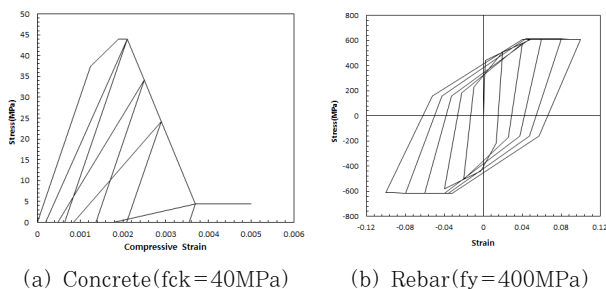 50
45
40
35
30
25
20
15
10
5
0
Stress(MPa)
0 0.001 0.002 0.003 0.004 0.005 0.006
Compressive Strain
(a) Concrete(fck=40MPa)
800
600
400
200
0
-200
-400
-600
-800
Stress(MPa)
-0.12 -0.08 -0.04 0 0.04 0.08 0.12
Strain
(b) Rebar(fy=400MPa)